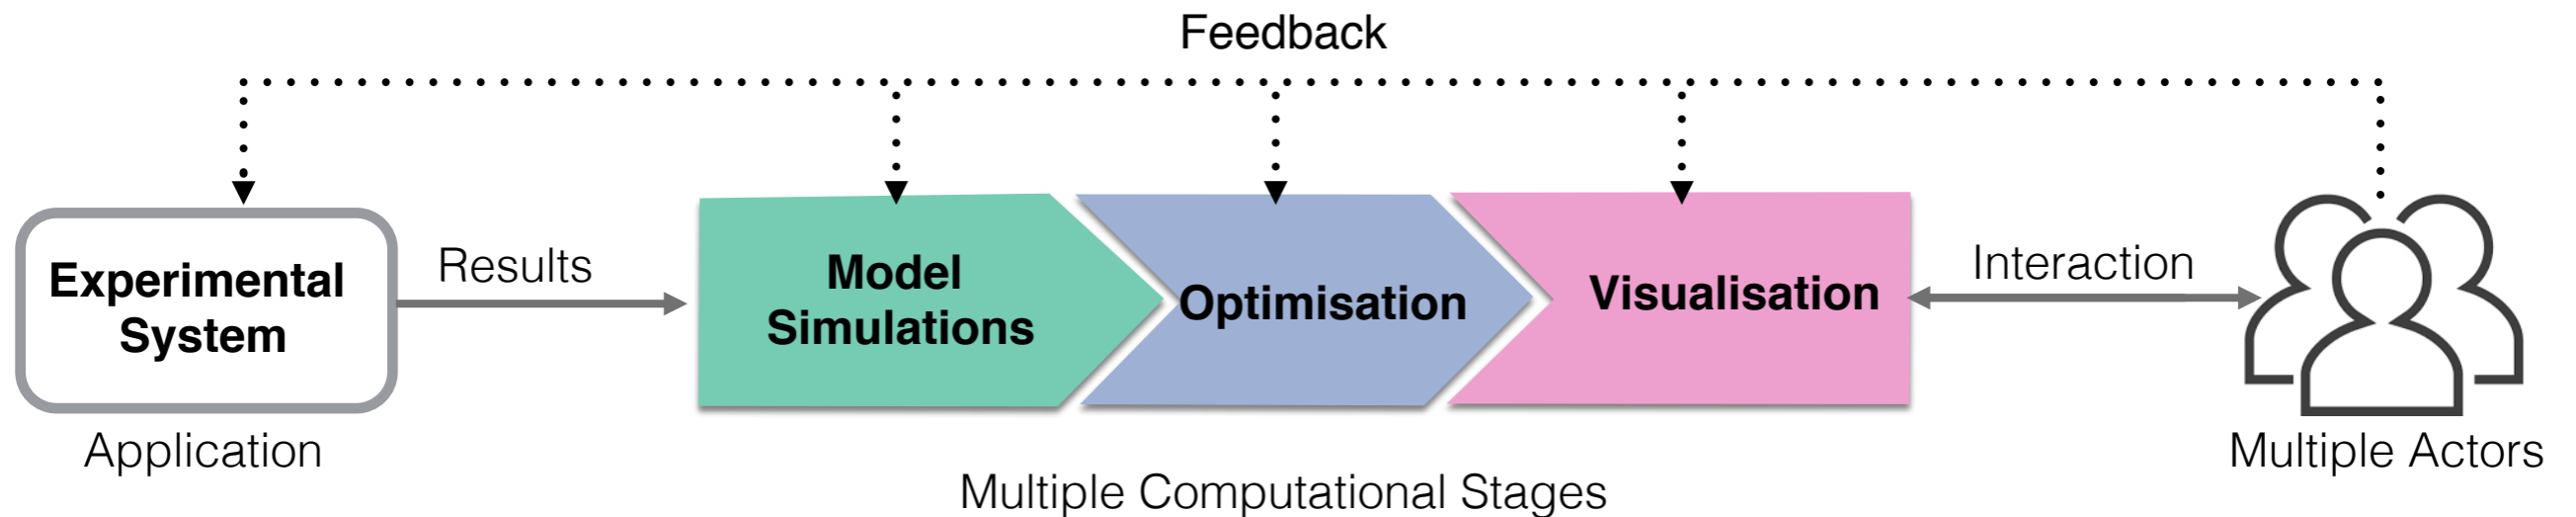 Feedback
Experimental
System
Results
Model
Simulations
Optimisation
Visualisation
Interaction
Application
Multiple Actors
Multiple Computational Stages